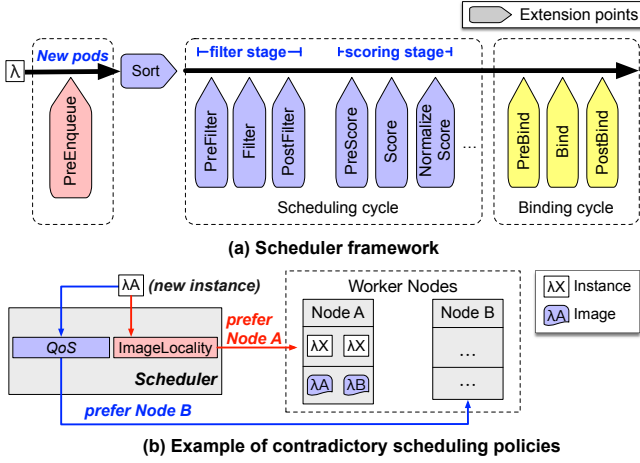 Extension points
λ
New pods
Sort
filter stage
scoring stage
PreEnqueue
PreFilter
Filter
PostFilter
PreScore
Score
Normalize
Score
...
PreBind
Bind
PostBind
Scheduling cycle
Binding cycle
(a) Scheduler framework
λA
(new instance)
QoS
ImageLocality
Scheduler
prefer
Node A
prefer Node B
Worker Nodes
Node A
λX
λX
λA
λB
Node B
...
...
λX
Instance
λA
Image
(b) Example of contradictory scheduling policies